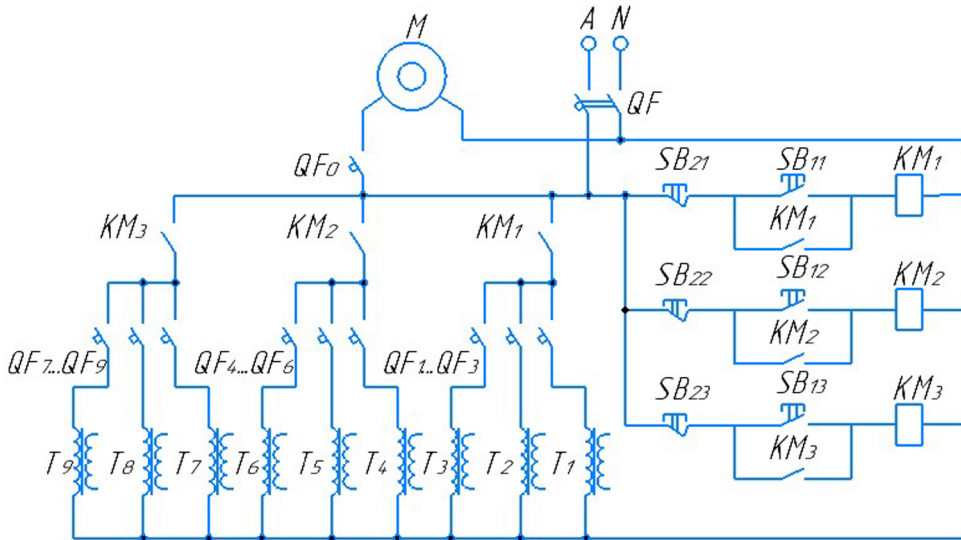 M
A N
QF
QF0
SB21 SB11 KM1
KM3 KM2 KM1 KM1
SB22 SB12 KM2
KM2
QF7...QF9 QF4...QF6 QF1...QF3
SB23 SB13 KM3
KM3
T9 T8 T7 T6 T5 T4 T3 T2 T1